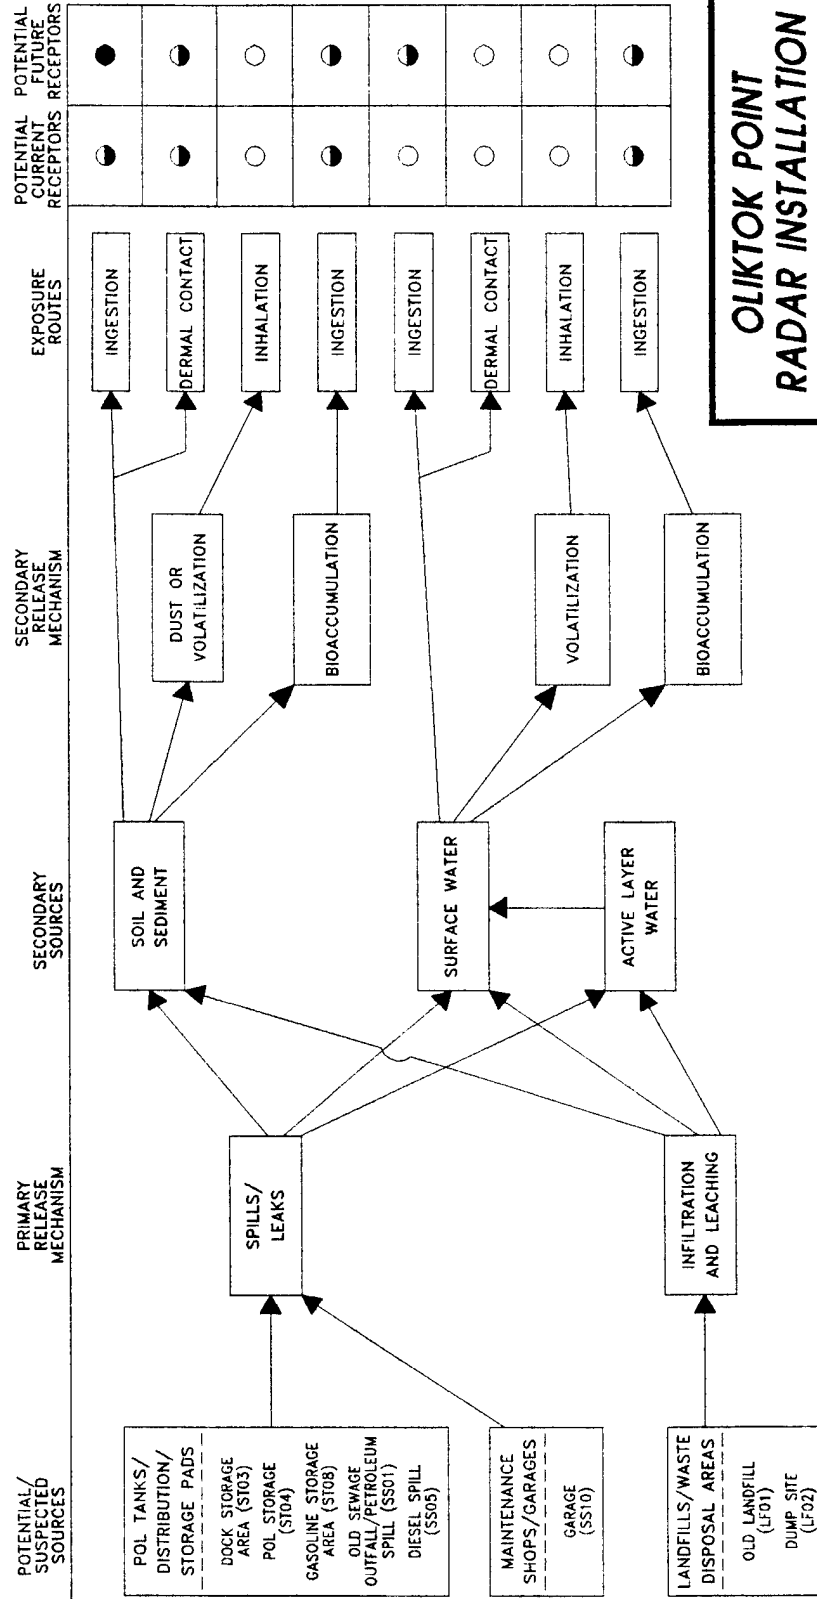 POTENTIAL/
SUSPECTED
SOURCES
PRIMARY
RELEASE
MECHANISM
SECONDARY
SOURCES
SECONDARY
RELEASE
MECHANISM
EXPOSURE
ROUTES
POTENTIAL
CURRENT
RECEPTORS
POTENTIAL
FUTURE
RECEPTORS
POL TANKS/
DISTRIBUTION/
STORAGE PADS
DOCK STORAGE
AREA (ST03)
POL STORAGE
(ST04)
GASOLINE STORAGE
AREA (ST08)
OLD SEWAGE
OUTFALL/PETROLEUM
SPILL (SS01)
DIESEL SPILL
(SS05)
MAINTENANCE
SHOPS/GARAGES
GARAGE
(SS10)
LANDFILLS/WASTE
DISPOSAL AREAS
OLD LANDFILL
(LF01)
DUMP SITE
(LF02)
SPILLS/
LEAKS
INFILTRATION
AND LEACHING
SOIL AND
SEDIMENT
SURFACE WATER
ACTIVE LAYER
WATER
DUST OR
VOLATILIZATION
BIOACCUMULATION
VOLATILIZATION
BIOACCUMULATION
INGESTION
DERMAL CONTACT
INHALATION
INGESTION
INGESTION
DERMAL CONTACT
INHALATION
INGESTION
OLIKTOK POINT
RADAR INSTALLATION